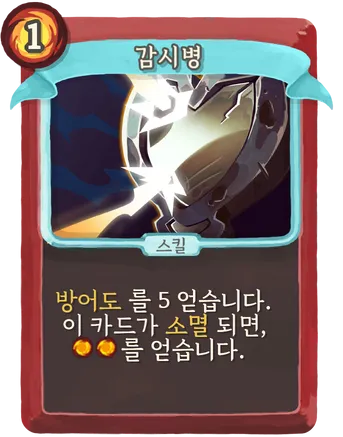 1
감시병
스킬
방어도 를 5 얻습니다.
이 카드가 소멸 되면,
를 얻습니다.